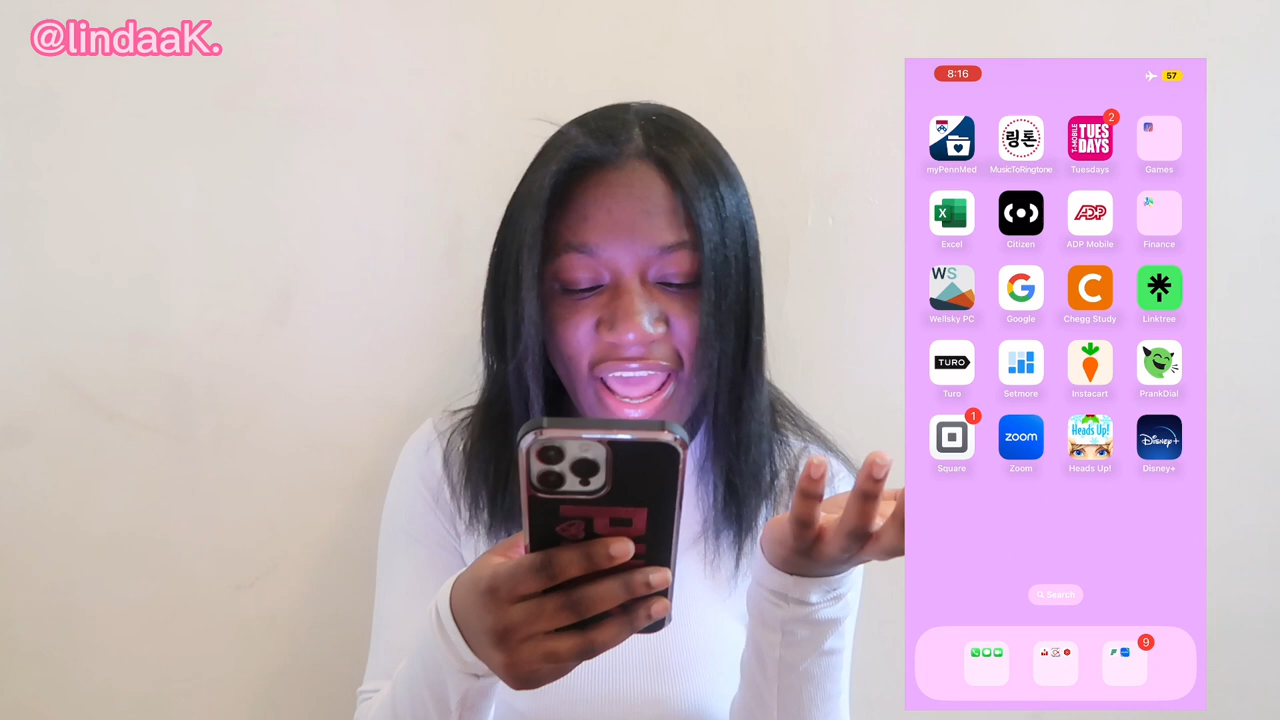 @lindaaK.
8:16
57
링톤
T-MOBILE
TUES
DAYS
2
myPennMed
MusicToRingtone
Tuesdays
Games
X
ADP
Excel
Citizen
ADP Mobile
Finance
WS
G
C
Wellsky PC
Google
Chegg Study
Linktree
TURO
Turo
Setmore
Instacart
PrankDial
1
zoom
Heads Up!
Disney+
Square
Zoom
Heads Up!
Disney+
Search
9